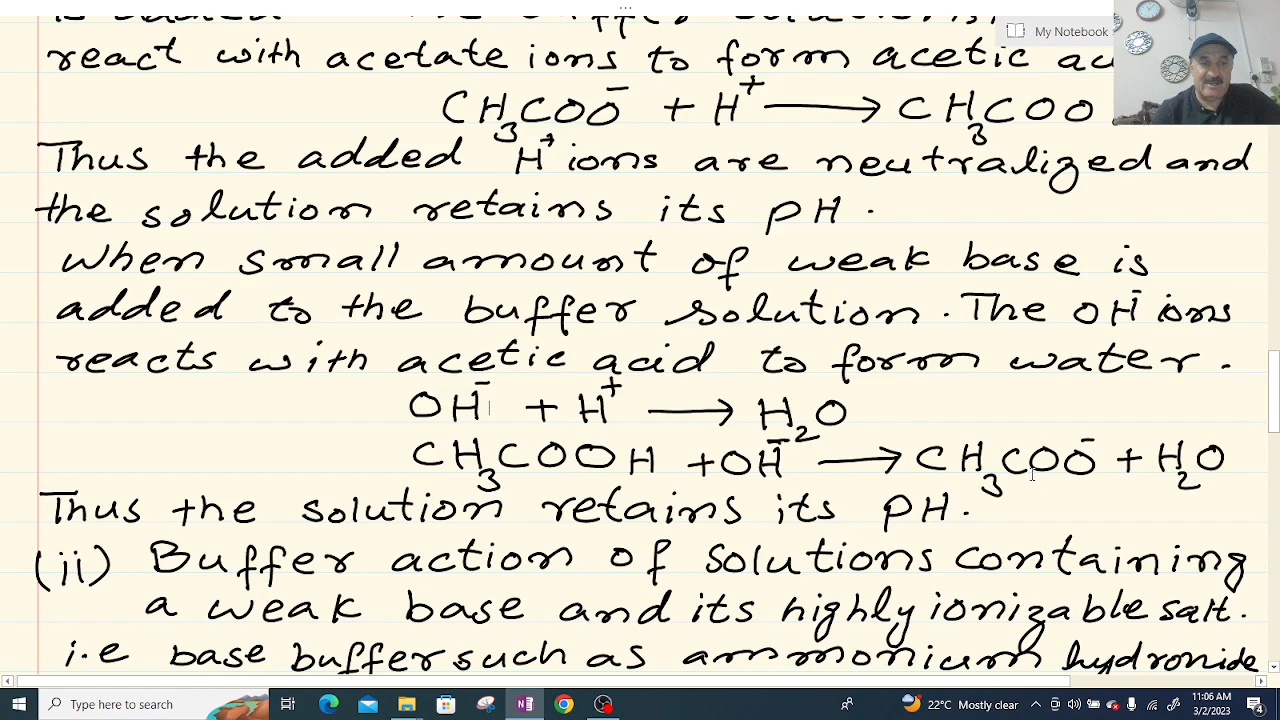 is added
react with acetate ions to form acetic
My Notebook
CH3COO⁻ + H⁺ → CH3COO
Thus the added H⁺ ions are neutralized and
the solution retains its pH.
When small amount of weak base is
added to the buffer solution. The OH⁻ ions
reacts with acetic acid to form water.
OH⁻ + H⁺ → H2O
CH3COOH + OH⁻ → CH3COO⁻ + H2O
Thus the solution retains its PH.
(ii) Buffer action of solutions containing
a weak base and its highly ionizable salt.
i.e base buffer such as ammonium hydronide
Type here to search
22°C Mostly clear
11:06 AM
3/2/2023
4